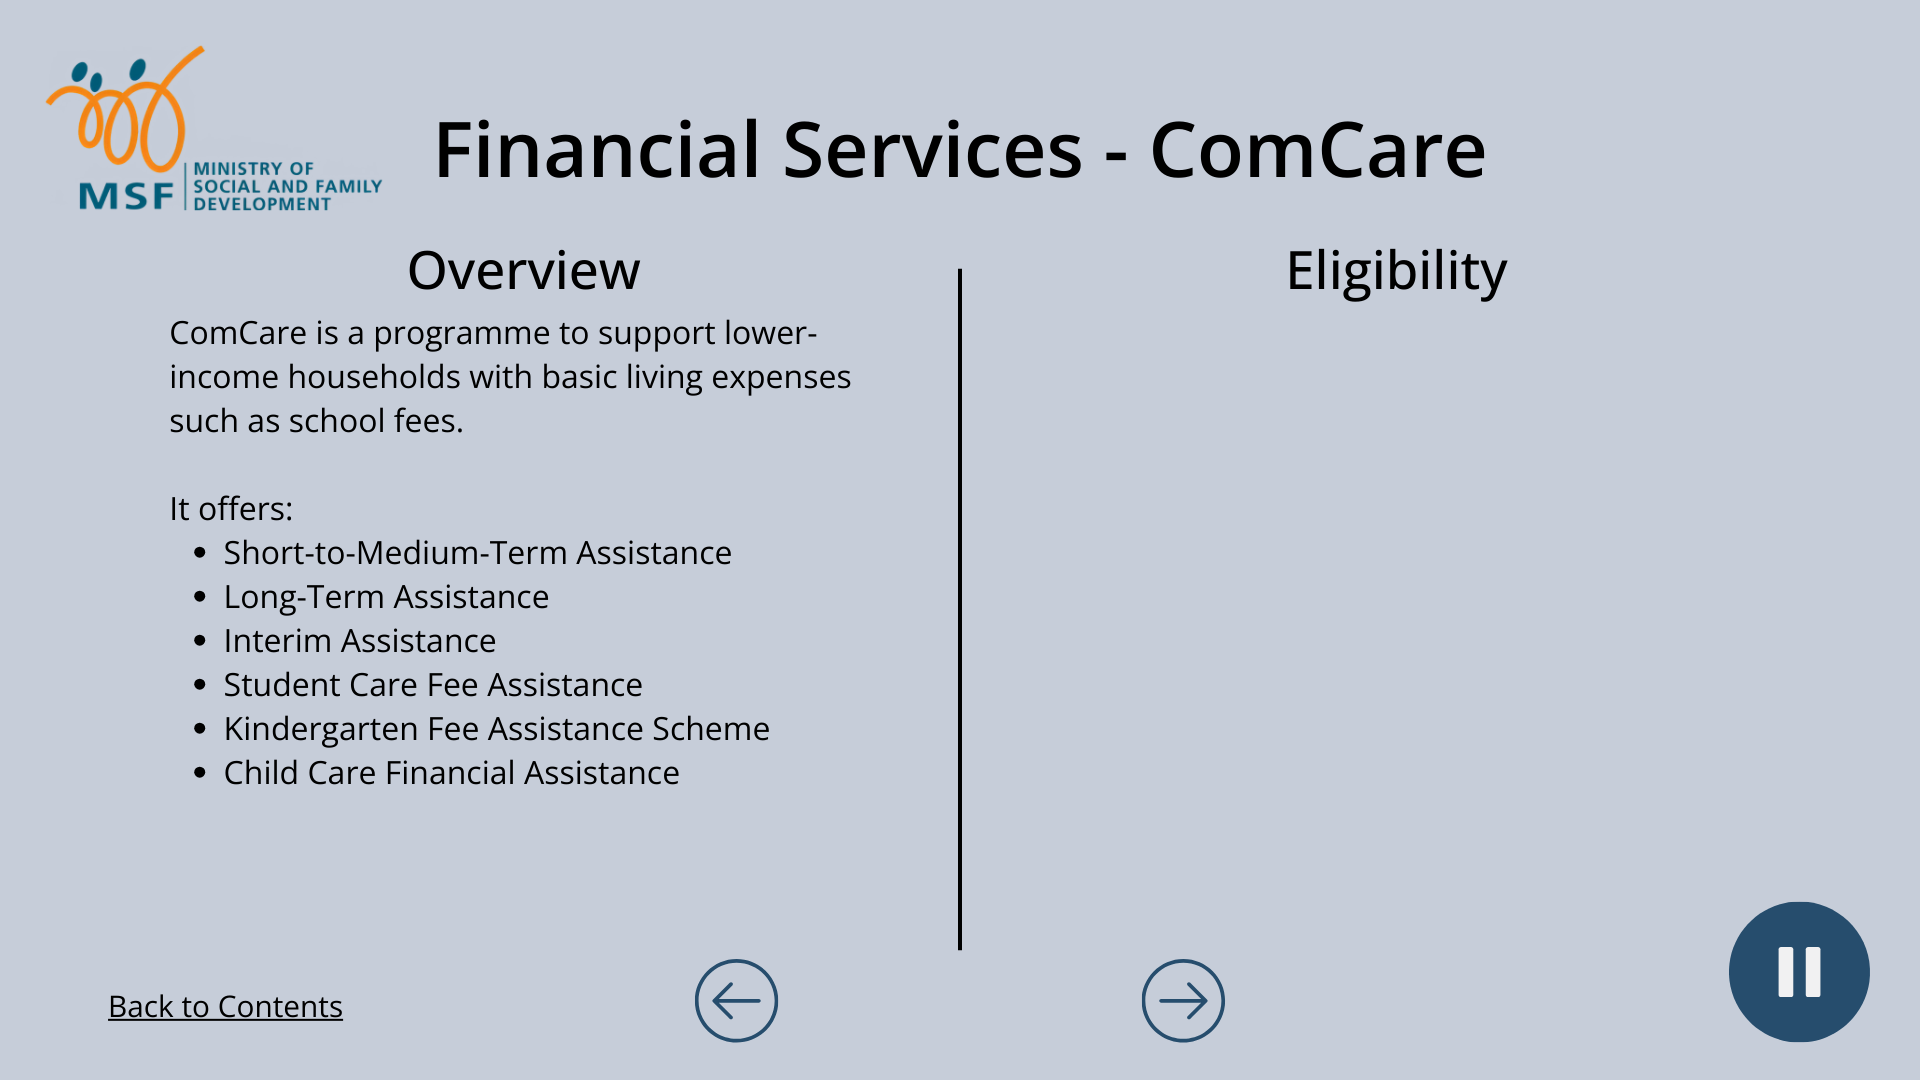 MSF
MINISTRY OF
SOCIAL AND FAMILY
DEVELOPMENT
Financial Services - ComCare
Overview
ComCare is a programme to support lower-
income households with basic living expenses
such as school fees.
It offers:
• Short-to-Medium-Term Assistance
• Long-Term Assistance
• Interim Assistance
• Student Care Fee Assistance
• Kindergarten Fee Assistance Scheme
• Child Care Financial Assistance
Eligibility
Back to Contents